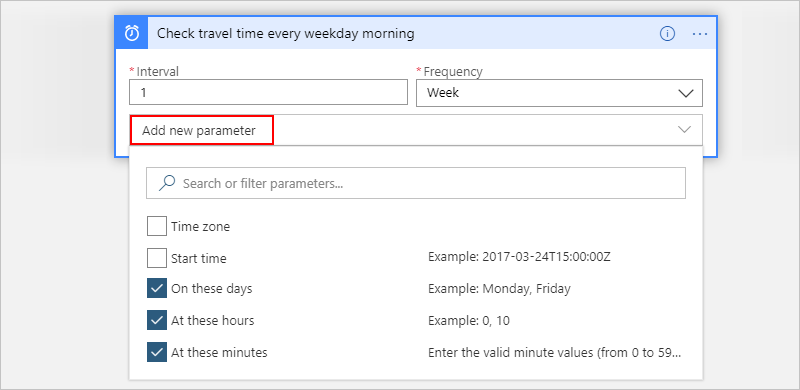 Check travel time every weekday morning
* Interval
* Frequency
1
Week
Add new parameter
Search or filter parameters...
Time zone
Start time
Example: 2017-03-24T15:00:00Z
On these days
Example: Monday, Friday
At these hours
Example: 0, 10
At these minutes
Enter the valid minute values (from 0 to 59...